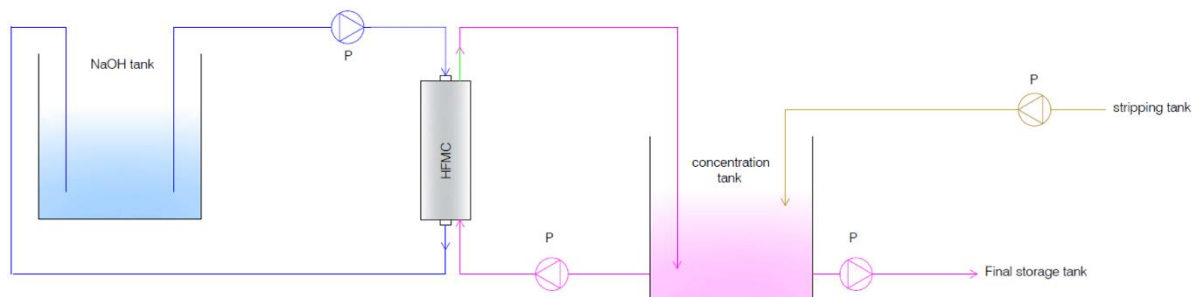 P
NaOH tank
P
stripping tank
HFMC
concentration
tank
P
P
Final storage tank